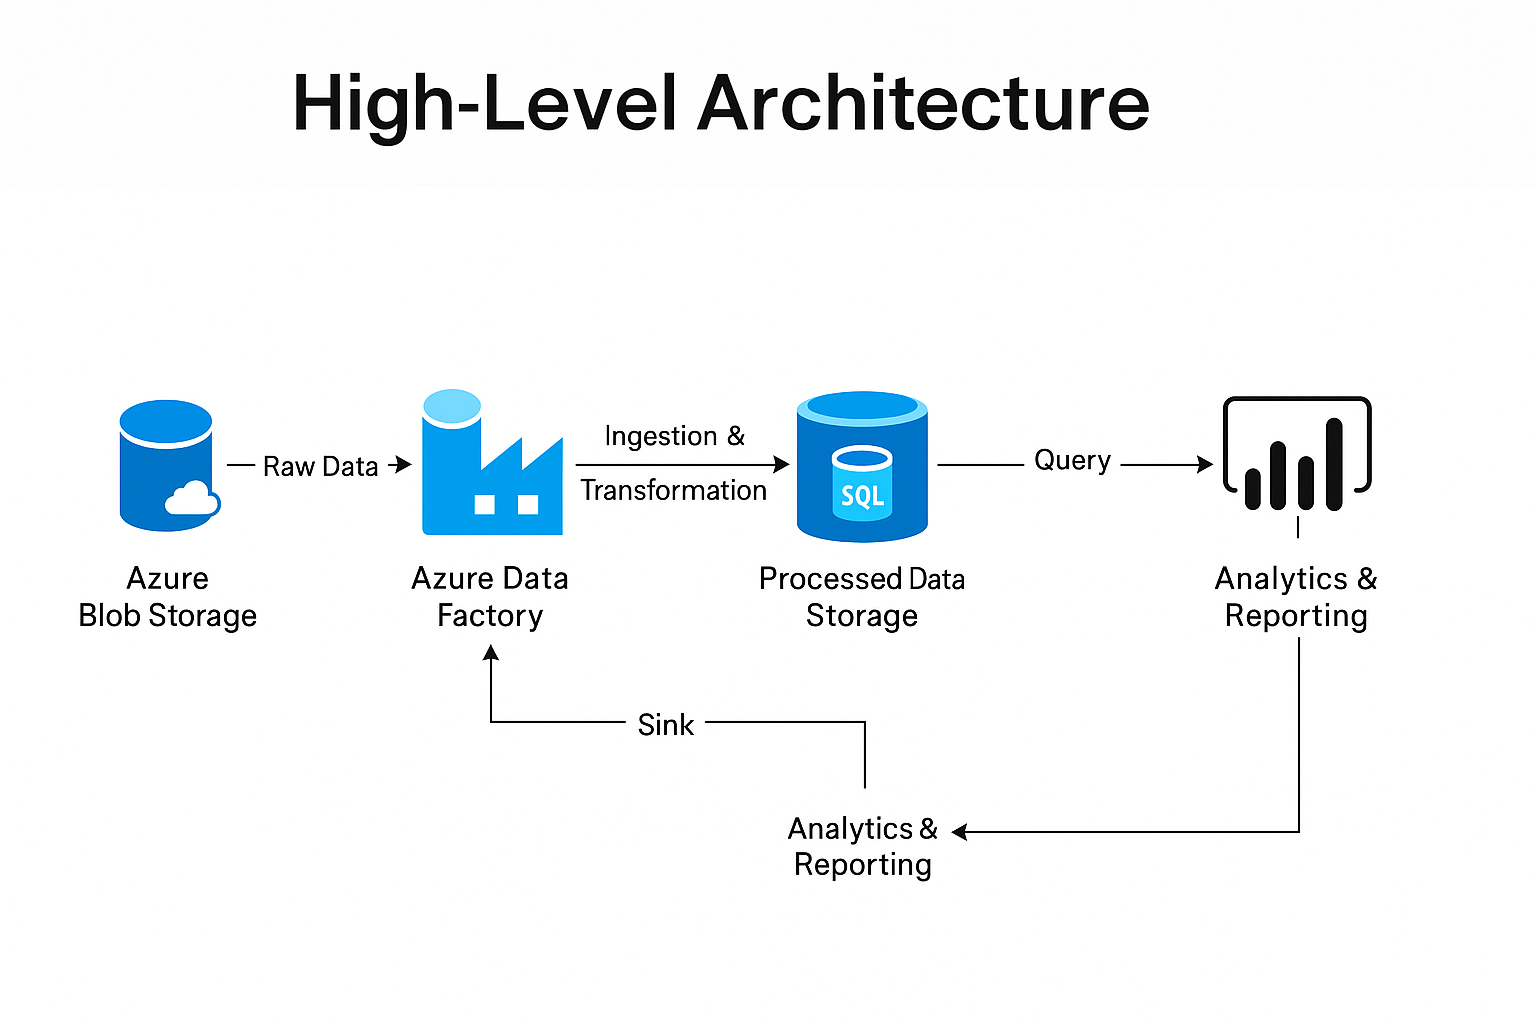 High-Level Architecture
Raw Data
Ingestion &
Transformation
SQL
Query
Azure
Blob Storage
Azure Data
Factory
Processed Data
Storage
Analytics &
Reporting
Sink
Analytics &
Reporting